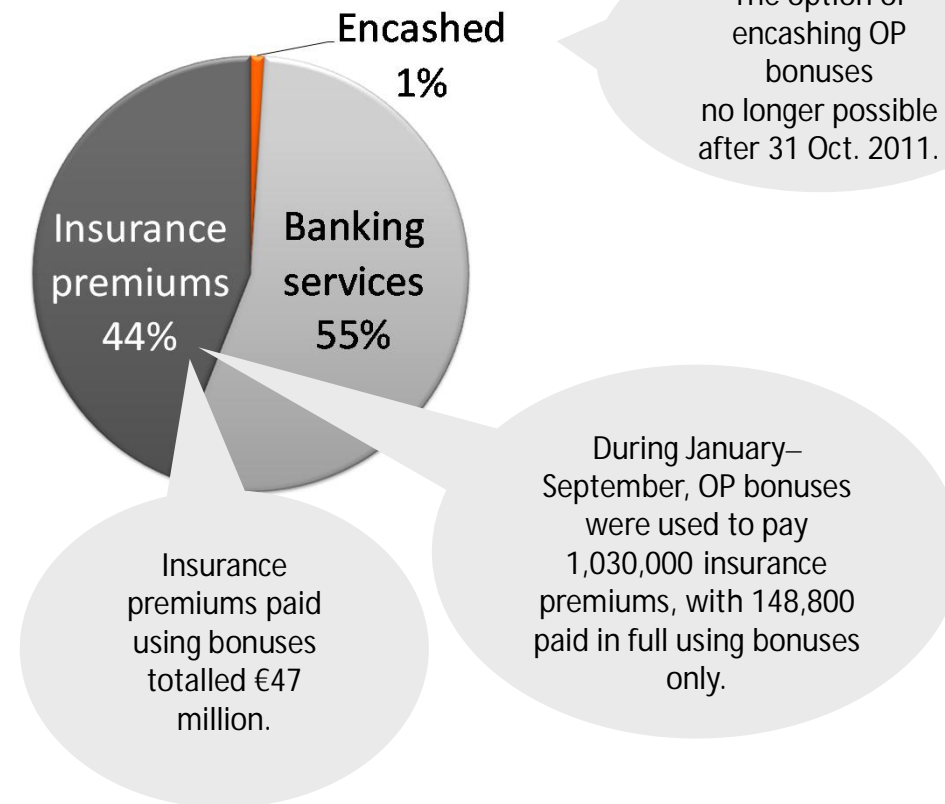 Encashed
1%
The option of
encashing OP
bonuses
no longer possible
after 31 Oct. 2011.
Insurance
premiums
44%
Banking
services
55%
During January–
September, OP bonuses
were used to pay
1,030,000 insurance
premiums, with 148,800
paid in full using bonuses
only.
Insurance
premiums paid
using bonuses
totalled €47
million.